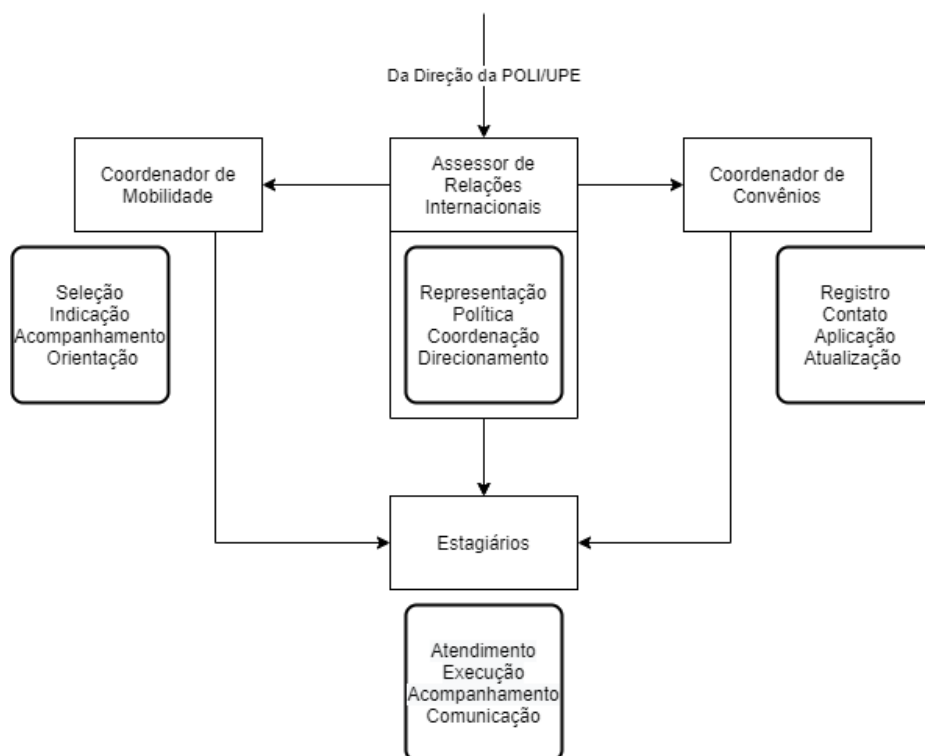 Da Direção da POLI/UPE
Coordenador de
Mobilidade
Assessor de
Relações
Internacionais
Coordenador de
Convênios
Seleção
Indicação
Acompanhamento
Orientação
Representação
Política
Coordenação
Direcionamento
Registro
Contato
Aplicação
Atualização
Estagiários
Atendimento
Execução
Acompanhamento
Comunicação